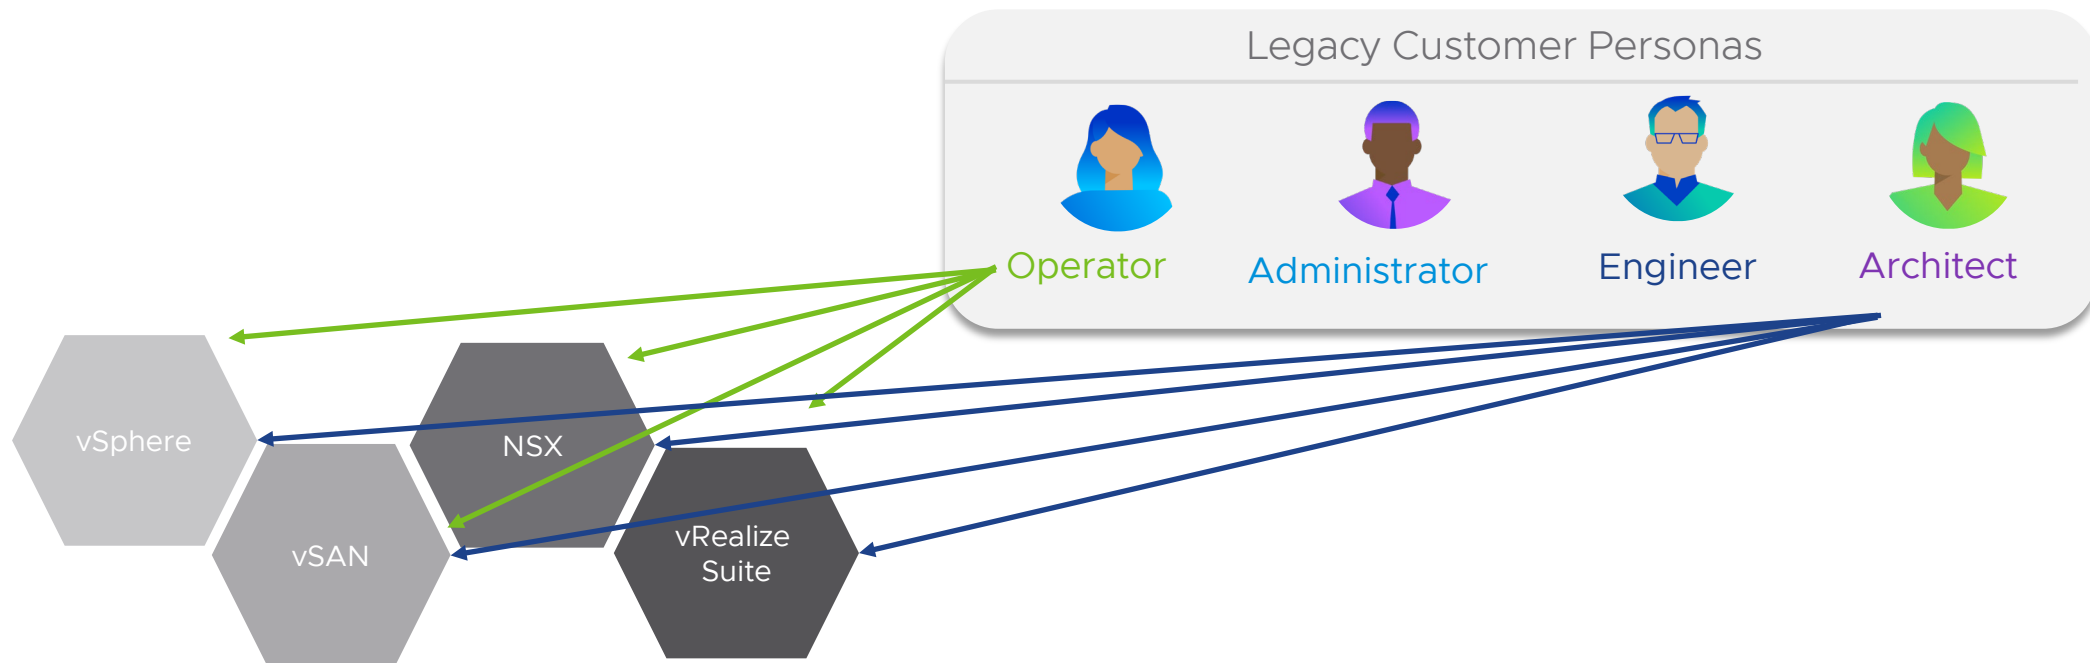 Legacy Customer Personas
Operator
Administrator
Engineer
Architect
vSphere
NSX
vSAN
vRealize
Suite